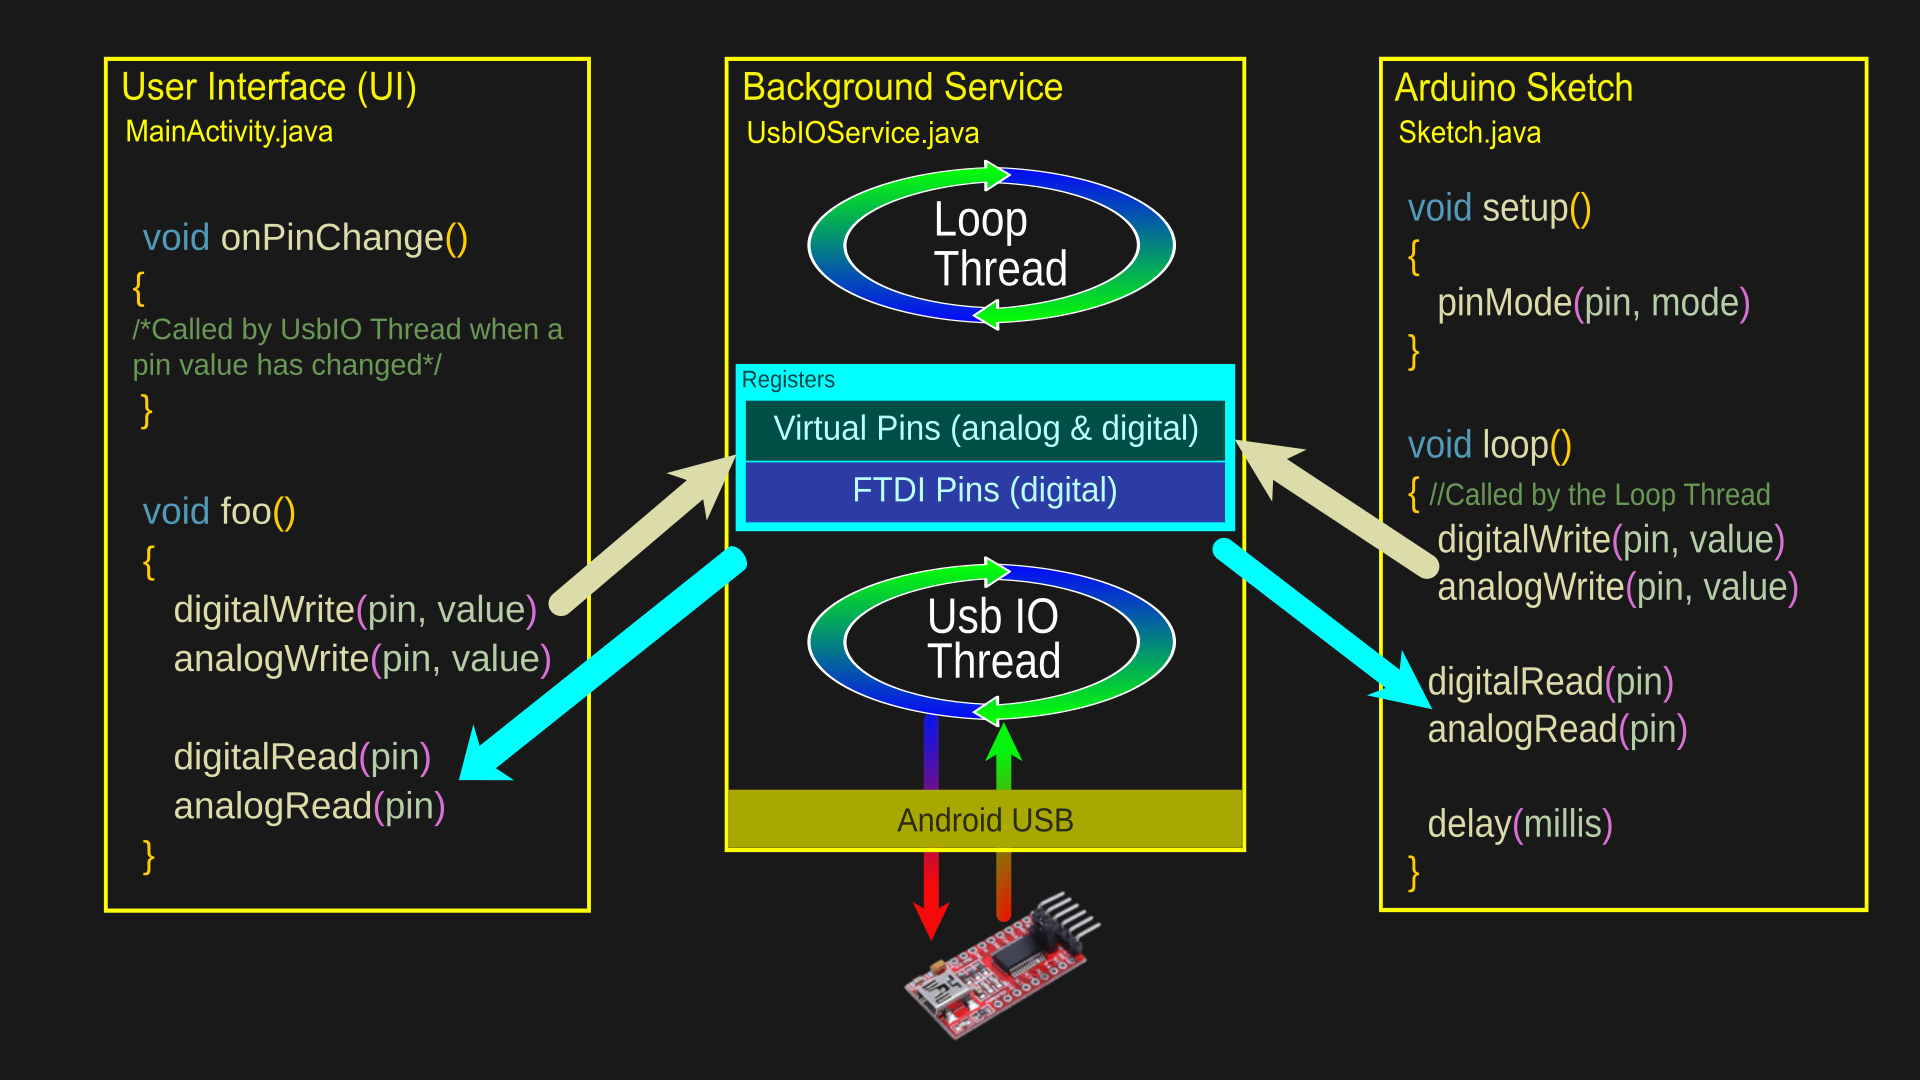 User Interface (UI)
MainActivity.java
void onPinChange()
{
/*Called by UsbIO Thread when a
pin value has changed*/
}
void foo()
{
digitalWrite(pin, value)
analogWrite(pin, value)
digitalRead(pin)
analogRead(pin)
}
Background Service
UsbIOService.java
Loop
Thread
Registers
Virtual Pins (analog & digital)
FTDI Pins (digital)
Usb IO
Thread
Android USB
Arduino Sketch
Sketch.java
void setup()
{
pinMode(pin, mode)
}
void loop()
{ //Called by the Loop Thread
digitalWrite(pin, value)
analogWrite(pin, value)
digitalRead(pin)
analogRead(pin)
delay(millis)
}